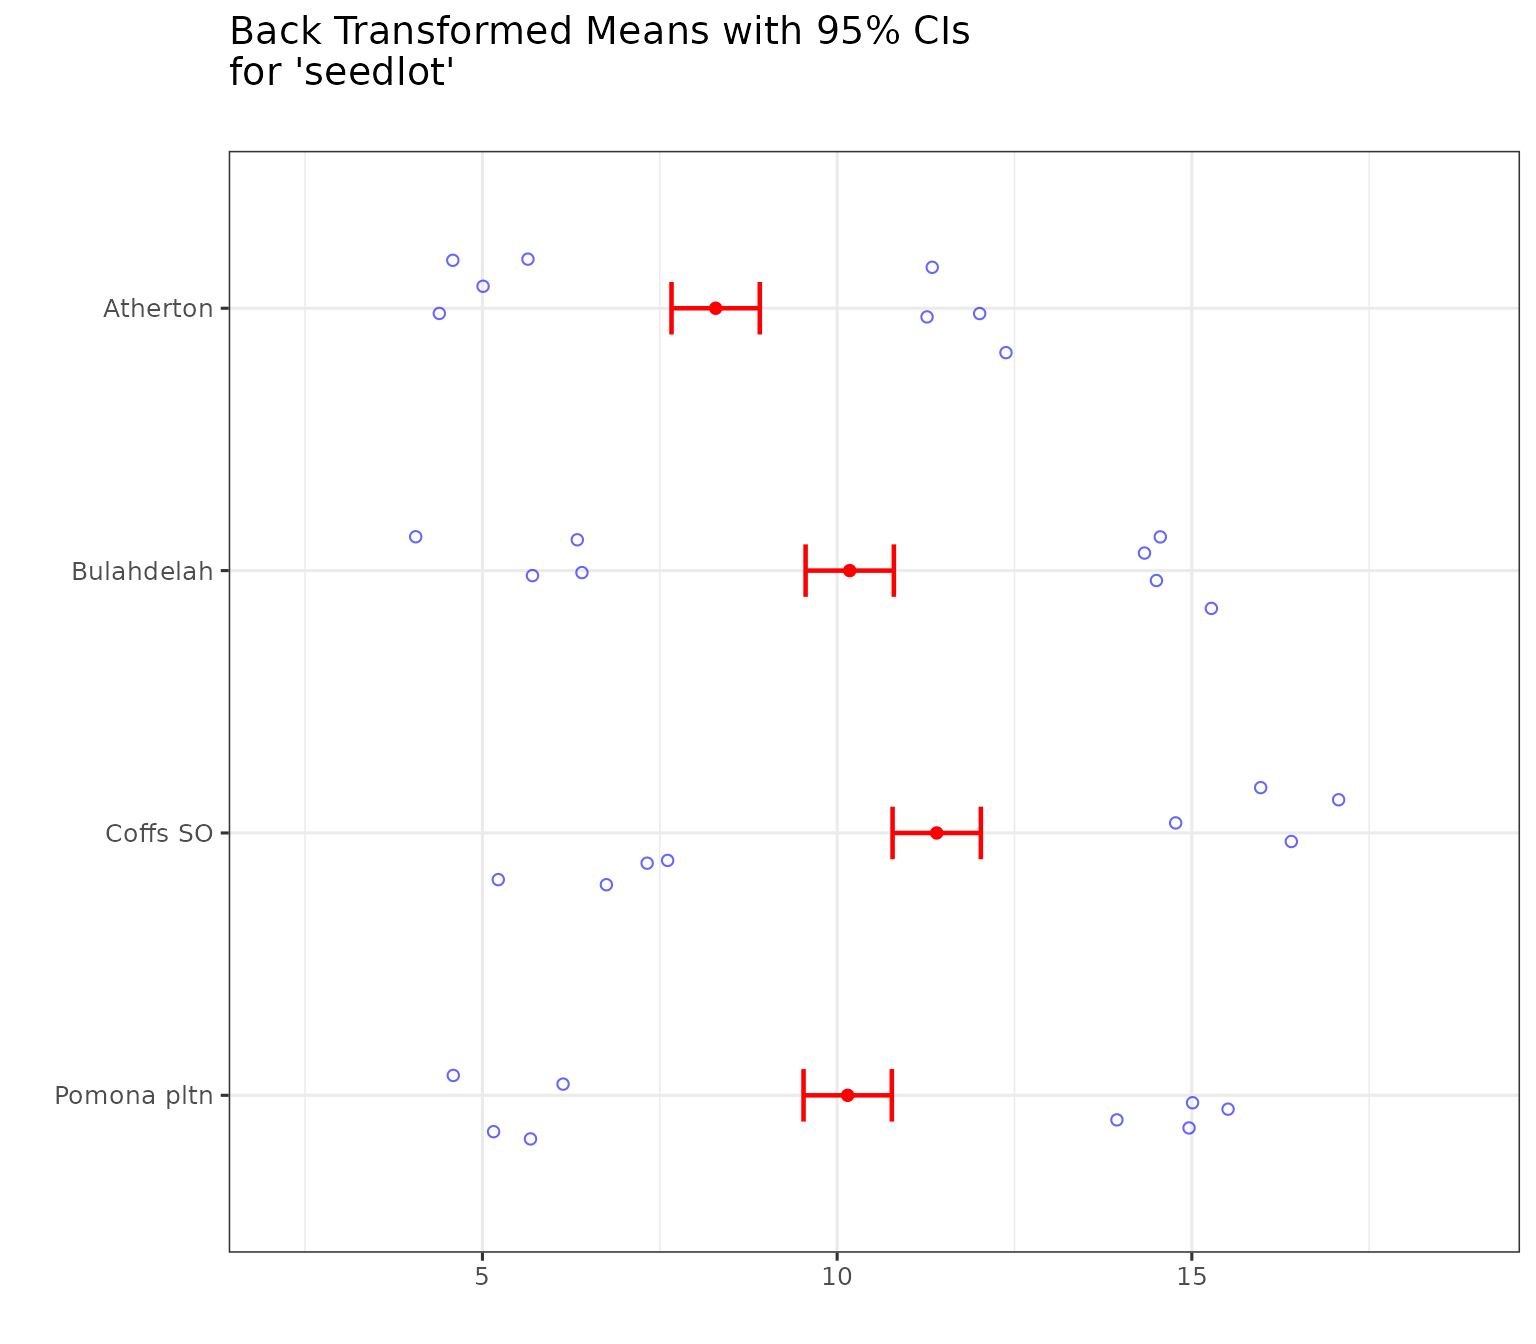 Back Transformed Means with 95% CIs
for 'seedlot'
Atherton
Bulahdelah
Coffs SO
Pomona pltn
5 10 15